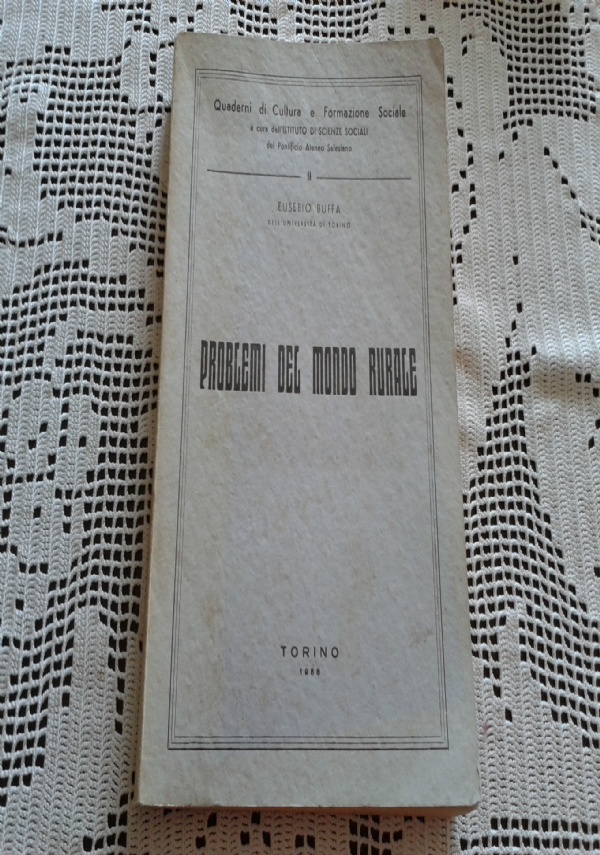 Quaderni di Cultura e Formazione Sociale
a cura dell'ISTITUTO DI SCIENZE SOCIALI
del Pontificio Ateneo Salesiano
II
EUSEBIO BUFFA
DELL'UNIVERSITÀ DI TORINO
PROBLEMI DEL MONDO RURALE
TORINO